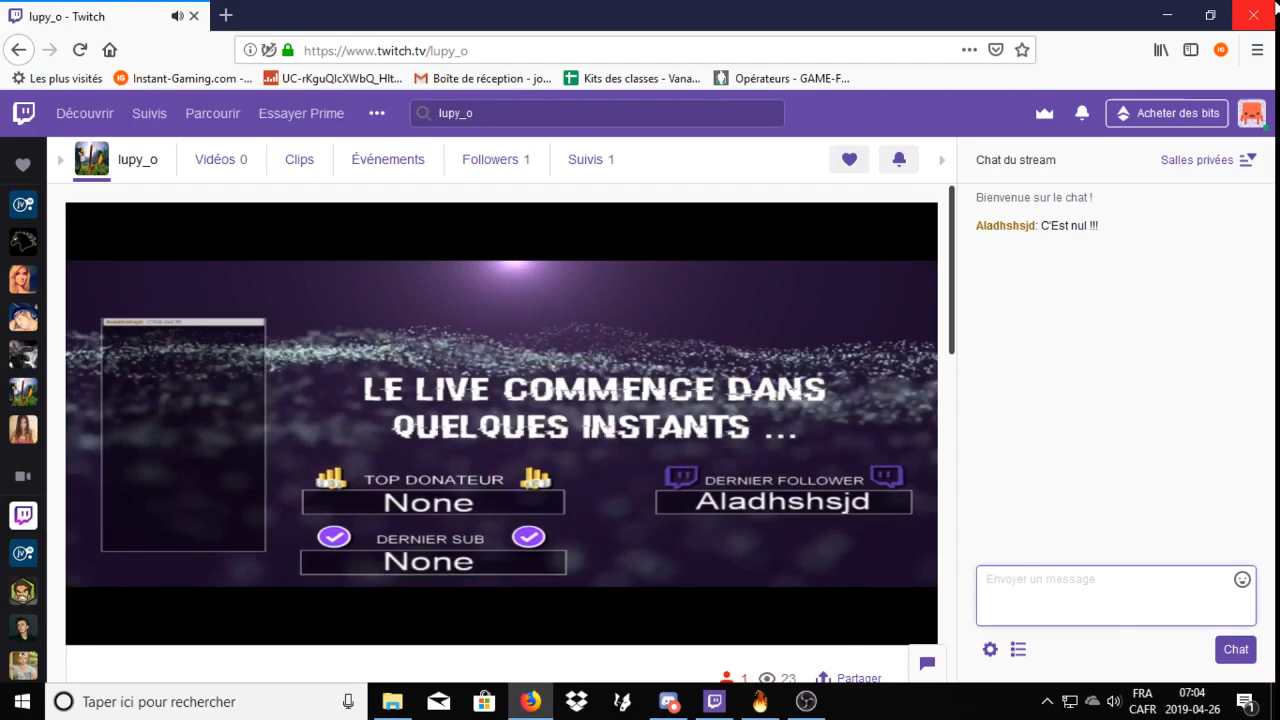 lupy_o - Twitch
https://www.twitch.tv/lupy_o
Les plus visités
Instant-Gaming.com -...
UC-rKguQlcXWbQ_Hlt...
Boîte de réception - jo...
Kits des classes - Vana...
Opérateurs - GAME-F...
Découvrir
Suivis
Parcourir
Essayer Prime
lupy_o
Acheter des bits
lupy_o
Vidéos 0
Clips
Événements
Followers 1
Suivis 1
Chat du stream
Salles privées
Bienvenue sur le chat !
Aladhshsjd: C'Est nul !!!
LE LIVE COMMENCE DANS
QUELQUES INSTANTS ...
TOP DONATEUR
None
DERNIER SUB
None
DERNIER FOLLOWER
Aladhshsjd
Envoyer un message
Chat
1
23
Partager
Taper ici pour rechercher
FRA
CAFR
07:04
2019-04-26
1